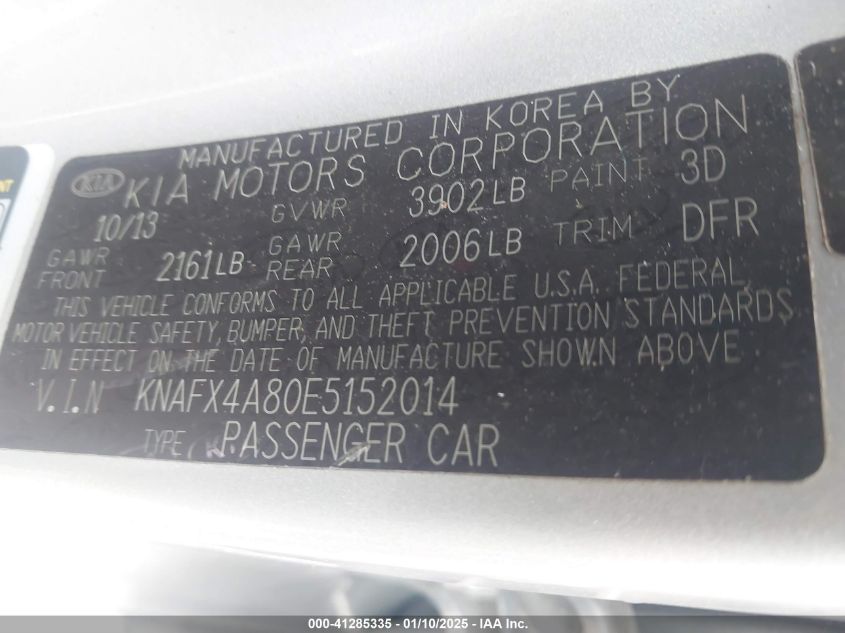 MANUFACTURED IN KOREA BY
KIA KIA MOTORS CORPORATION
10/13 GVWR 3902LB PAINT 3D
GAWR FRONT 2161LB GAWR REAR 2006LB TRIM DFR
THIS VEHICLE CONFORMS TO ALL APPLICABLE U.S.A. FEDERAL
MOTOR VEHICLE SAFETY, BUMPER, AND THEFT PREVENTION STANDARDS
IN EFFECT ON THE DATE OF MANUFACTURE SHOWN ABOVE
V.I.N KNAFX4A80E5152014
TYPE PASSENGER CAR
000-41285335 - 01/10/2025 - IAA Inc.